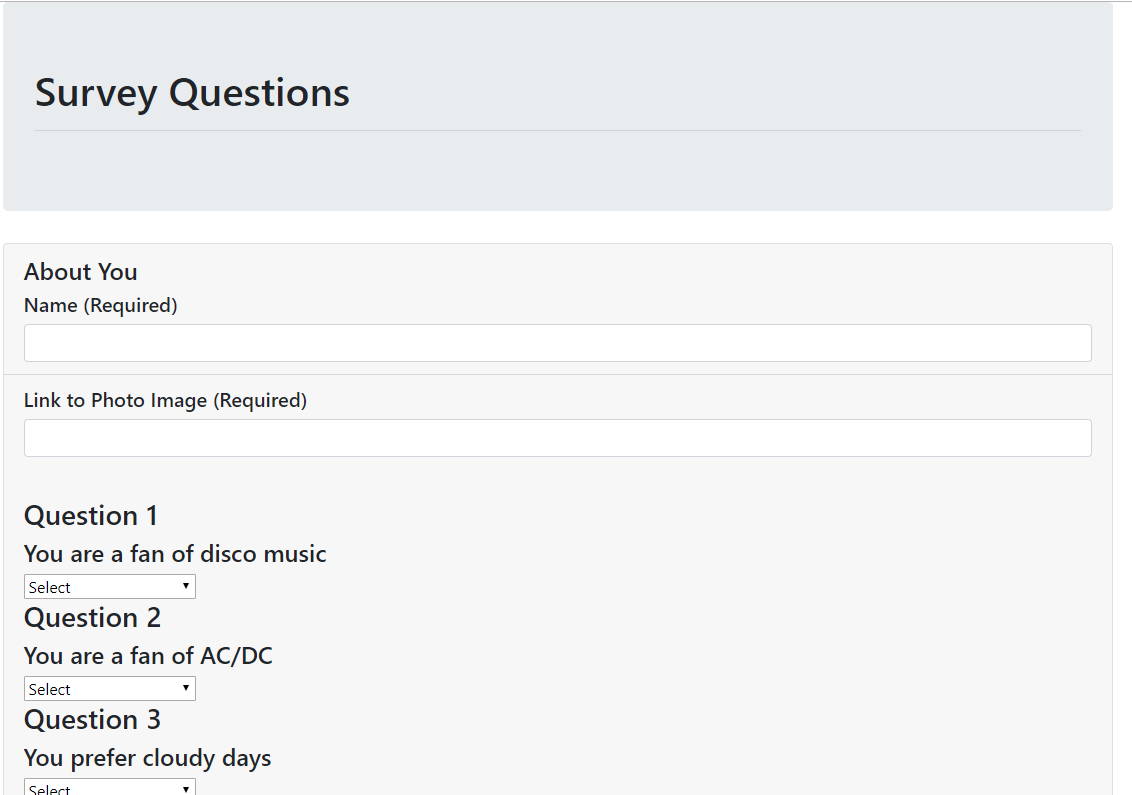 Survey Questions
About You
Name (Required)
Link to Photo Image (Required)
Question 1
You are a fan of disco music
Select
Question 2
You are a fan of AC/DC
Select
Question 3
You prefer cloudy days
Select